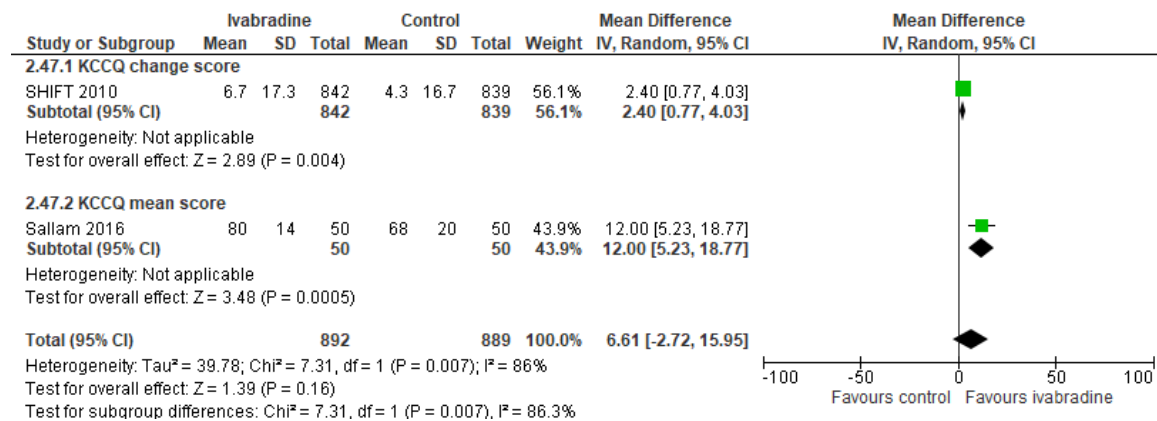 Ivabradine Control Mean Difference Mean Difference
Study or Subgroup Mean SD Total Mean SD Total Weight IV, Random, 95% CI IV, Random, 95% CI
2.47.1 KCCQ change score
SHIFT 2010 6.7 17.3 842 4.3 16.7 839 56.1% 2.40 [0.77, 4.03]
Subtotal (95% CI) 842 839 56.1% 2.40 [0.77, 4.03]
Heterogeneity: Not applicable
Test for overall effect: Z = 2.89 (P = 0.004)
2.47.2 KCCQ mean score
Sallam 2016 80 14 50 68 20 50 43.9% 12.00 [5.23, 18.77]
Subtotal (95% CI) 50 50 43.9% 12.00 [5.23, 18.77]
Heterogeneity: Not applicable
Test for overall effect: Z = 3.48 (P = 0.0005)
Total (95% CI) 892 889 100.0% 6.61 [-2.72, 15.95]
Heterogeneity: Tau² = 39.78; Chi² = 7.31, df = 1 (P = 0.007); I² = 86%
Test for overall effect: Z = 1.39 (P = 0.16)
Test for subgroup differences: Chi² = 7.31, df = 1 (P = 0.007), I² = 86.3%
-100 -50 0 50 100
Favours control Favours ivabradine